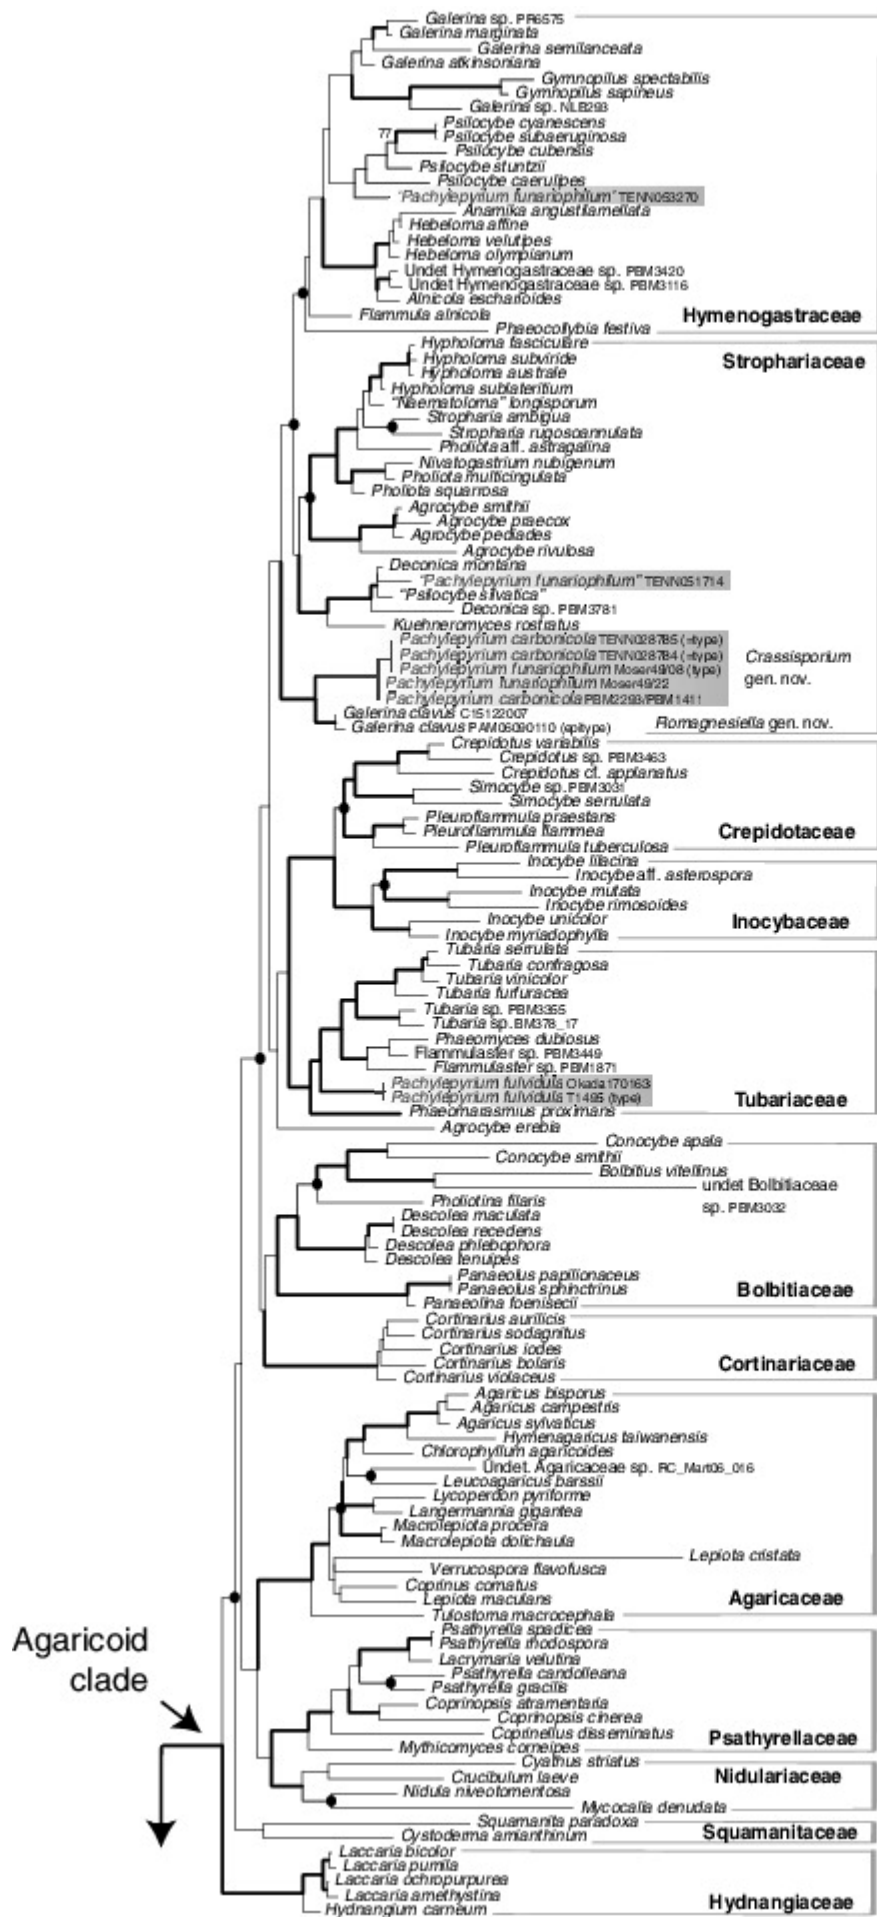 Galerina sp. PR6575
Galerina marginata
Galerina semilanceata
Galerina atkinsoniana
Gymnopilus spectabilis
Gymnopilus sapineus
Galerina sp. NLB293
Psilocybe cyanescens
77
Psilocybe subaeruginosa
Psilocybe cubensis
Psilocybe stuntzii
Psilocybe caerulipes
"Pachylepyrium funariophilum" TENN053270
Anamika angustilamellata
Hebeloma affine
Hebeloma velutipes
Hebeloma olympianum
Undet Hymenogastraceae sp. PBM3420
Undet Hymenogastraceae sp. PBM3116
Alnicola escharioides
Flammula alnicola
Hymenogastraceae
Phaeocollybia festiva
Hypholoma fasciculare
Strophariaceae
Hypholoma subviride
Hypholoma australe
Hypholoma sublateritium
"Naematoloma" longisporum
Stropharia ambigua
Stropharia rugosoannulata
Pholiota aff. astragalina
Nivatogastrium nubigenum
Pholiota multicingulata
Pholiota squarrosa
Agrocybe smithii
Agrocybe praecox
Agrocybe pediades
Agrocybe rivulosa
Deconica montana
"Pachylepyrium funariophilum" TENN051714
"Psilocybe silvatica"
Deconica sp. PBM3781
Kuehneromyces rostratus
Pachylepyrium carbonicola TENN028785 (=type)
Pachylepyrium carbonicola TENN028784 (=type)
Crassisporium
Pachylepyrium funariophilum Moser49/08 (type)
gen. nov.
Pachylepyrium funariophilum Moser49/22
Pachylepyrium carbonicola PBM2293/PBM1411
Galerina clavus C15122007
Galerina clavus PAM06090110 (epitype)
Romagnesiella gen. nov.
Crepidotus variabilis
Crepidotus sp. PBM3463
Crepidotus cf. applanatus
Simocybe sp. PBM3031
Simocybe serrulata
Pleuroflammula praestans
Pleuroflammula flammea
Crepidotaceae
Pleuroflammula tuberculosa
Inocybe lilacina
Inocybe aff. asterospora
Inocybe mutata
Inocybe rimosoides
Inocybe unicolor
Inocybaceae
Inocybe myriadophylla
Tubaria serrulata
Tubaria confragosa
Tubaria vinicolor
Tubaria furfuracea
Tubaria sp. PBM3355
Tubaria sp. BM378_17
Phaeomyces dubiosus
Flammulaster sp. PBM3449
Flammulaster sp. PBM1871
Pachylepyrium fulvidula Okada170163
Pachylepyrium fulvidula T1495 (type)
Tubariaceae
Phaeomarasmius proximans
Agrocybe erebia
Conocybe apala
Conocybe smithii
Bolbitius vitellinus
undet Bolbitiaceae
sp. PBM3032
Pholiotina filaris
Descolea maculata
Descolea recedens
Descolea phlebophora
Descolea tenuipes
Panaeolus papilionaceus
Panaeolus sphinctrinus
Bolbitiaceae
Panaeolina foenisecii
Cortinarius aurilicis
Cortinarius sodagnitus
Cortinarius iodes
Cortinarius bolaris
Cortinariaceae
Cortinarius violaceus
Agaricus bisporus
Agaricus campestris
Agaricus sylvaticus
Hymenagaricus taiwanensis
Chlorophyllum agaricoides
Undet. Agaricaceae sp. RC_Mart06_016
Leucoagaricus barssii
Lycoperdon pyriforme
Langermannia gigantea
Macrolepiota procera
Macrolepiota dolichaula
Lepiota cristata
Verrucospora flavofusca
Coprinus comatus
Lepiota maculans
Agaricaceae
Tulostoma macrocephala
Psathyrella spadicea
Psathyrella rhodospora
Lacrymaria velutina
Psathyrella candolleana
Psathyrella gracilis
Coprinopsis atramentaria
Coprinopsis cinerea
Coprinellus disseminatus
Psathyrellaceae
Mythicomyces corneipes
Cyathus striatus
Crucibulum laeve
Nidulariaceae
Nidula niveotomentosa
Mycocalia denudata
Squamanita paradoxa
Cystoderma amianthinum
Squamanitaceae
Laccaria bicolor
Laccaria pumila
Laccaria ochropurpurea
Laccaria amethystina
Hydnangiaceae
Hydnangium carneum
Agaricoid
clade